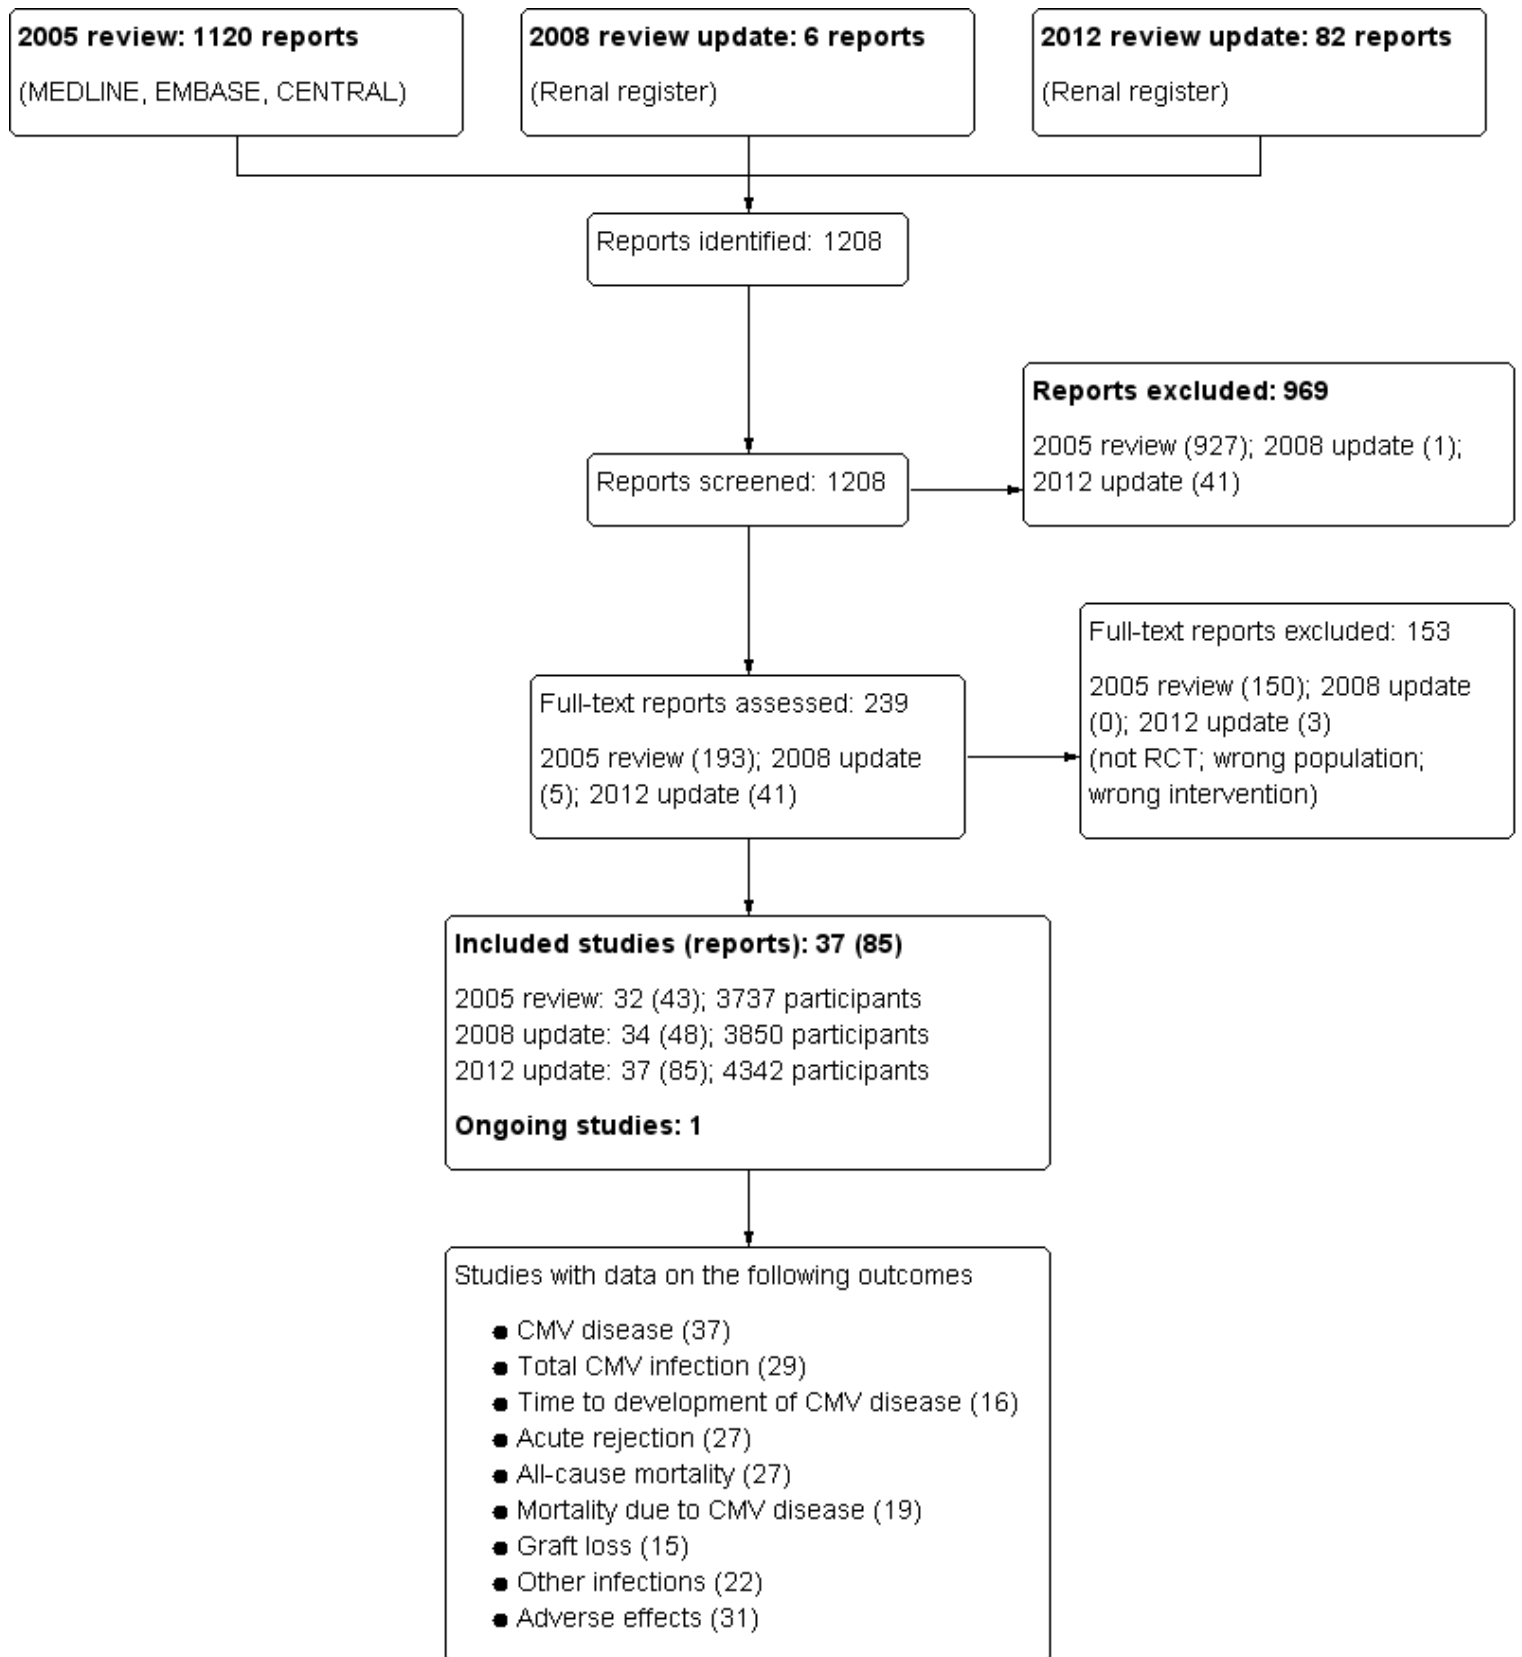 2005 review: 1120 reports
(MEDLINE, EMBASE, CENTRAL)
2008 review update: 6 reports
(Renal register)
2012 review update: 82 reports
(Renal register)
Reports identified: 1208
Reports screened: 1208
Reports excluded: 969
2005 review (927); 2008 update (1);
2012 update (41)
Full-text reports assessed: 239
2005 review (193); 2008 update
(5); 2012 update (41)
Full-text reports excluded: 153
2005 review (150); 2008 update
(0); 2012 update (3)
(not RCT; wrong population;
wrong intervention)
Included studies (reports): 37 (85)
2005 review: 32 (43); 3737 participants
2008 update: 34 (48); 3850 participants
2012 update: 37 (85); 4342 participants
Ongoing studies: 1
Studies with data on the following outcomes
● CMV disease (37)
● Total CMV infection (29)
● Time to development of CMV disease (16)
● Acute rejection (27)
● All-cause mortality (27)
● Mortality due to CMV disease (19)
● Graft loss (15)
● Other infections (22)
● Adverse effects (31)